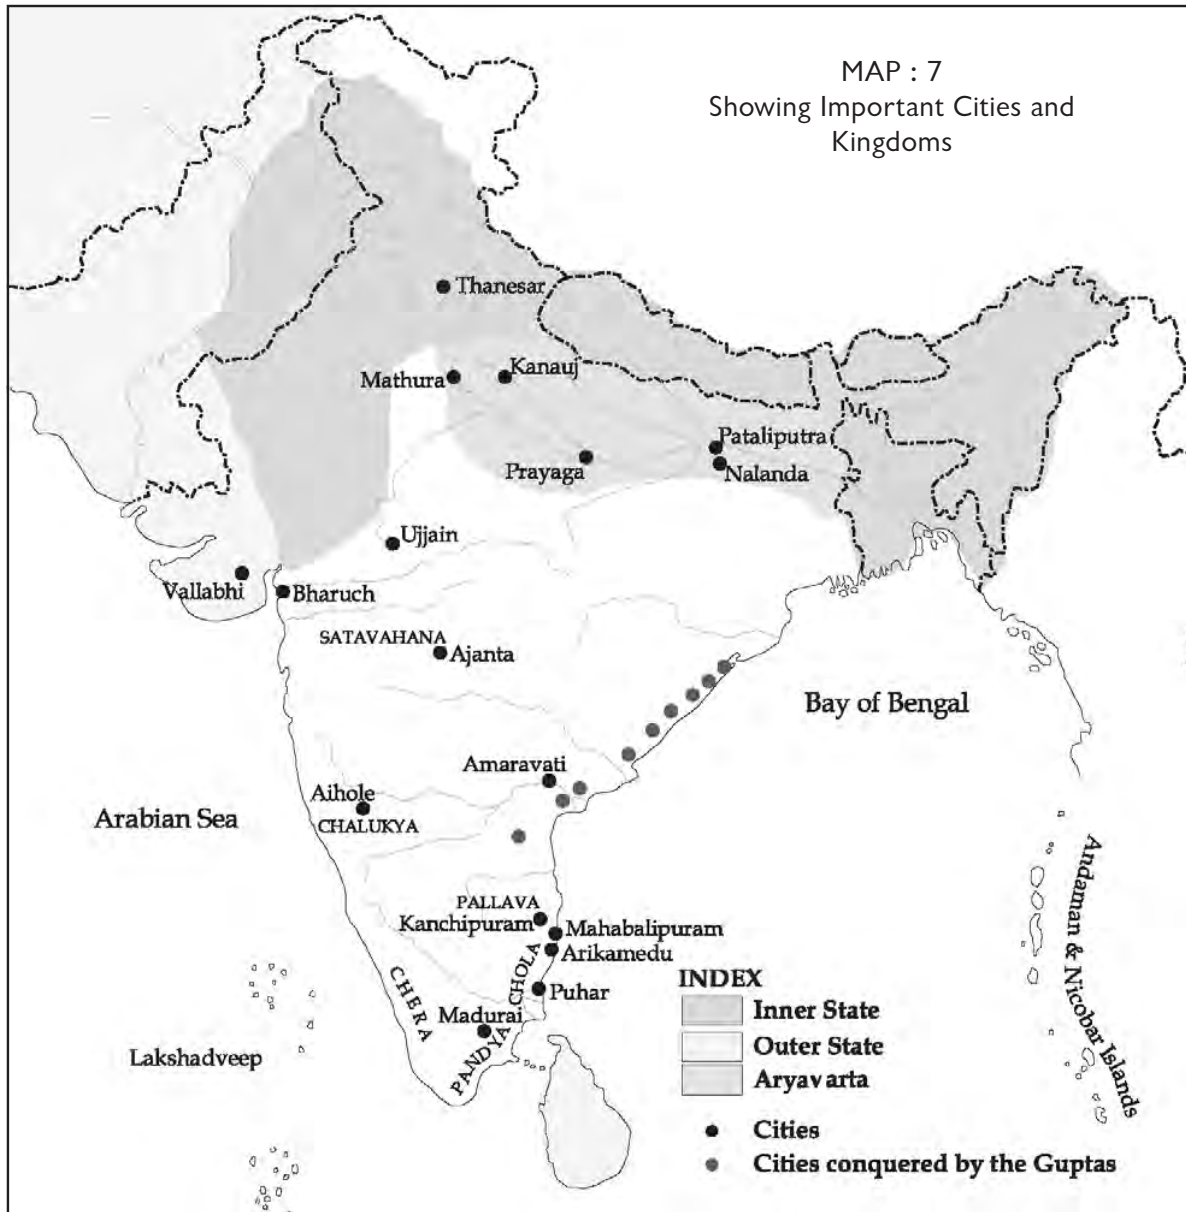 MAP : 7
Showing Important Cities and
Kingdoms
Thanesar
Mathura
Kanauj
Pataliputra
Prayaga
Nalanda
Ujjain
Vallabhi
Bharuch
SATAVAHANA
Ajanta
Bay of Bengal
Amaravati
Aihole
CHALUKYA
Arabian Sea
PALLAVA
Kanchipuram
Mahabalipuram
Arikamedu
CHOLA
CHERA
Puhar
Madurai
PANDYA
Lakshadweep
Andaman & Nicobar Islands
INDEX
Inner State
Outer State
Aryavarta
Cities
Cities conquered by the Guptas